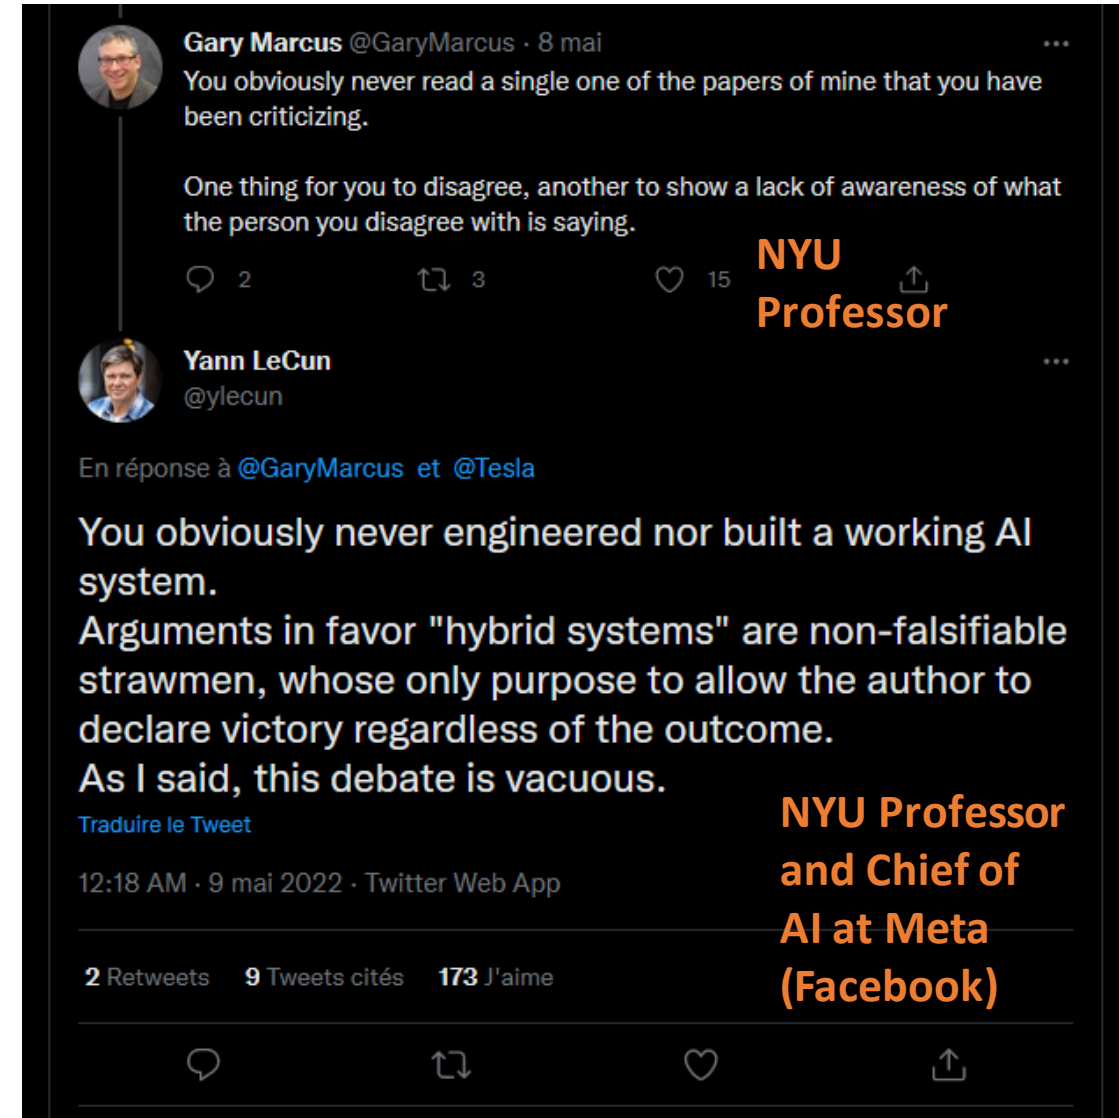 Gary Marcus @GaryMarcus · 8 mai
You obviously never read a single one of the papers of mine that you have
been criticizing.
One thing for you to disagree, another to show a lack of awareness of what
the person you disagree with is saying.
2 3 15
NYU
Professor
Yann LeCun
@ylecun
En réponse à @GaryMarcus et @Tesla
You obviously never engineered nor built a working AI
system.
Arguments in favor "hybrid systems" are non-falsifiable
strawmen, whose only purpose to allow the author to
declare victory regardless of the outcome.
As I said, this debate is vacuous.
Traduire le Tweet
12:18 AM · 9 mai 2022 · Twitter Web App
NYU Professor
and Chief of
AI at Meta
(Facebook)
2 Retweets 9 Tweets cités 173 J'aime